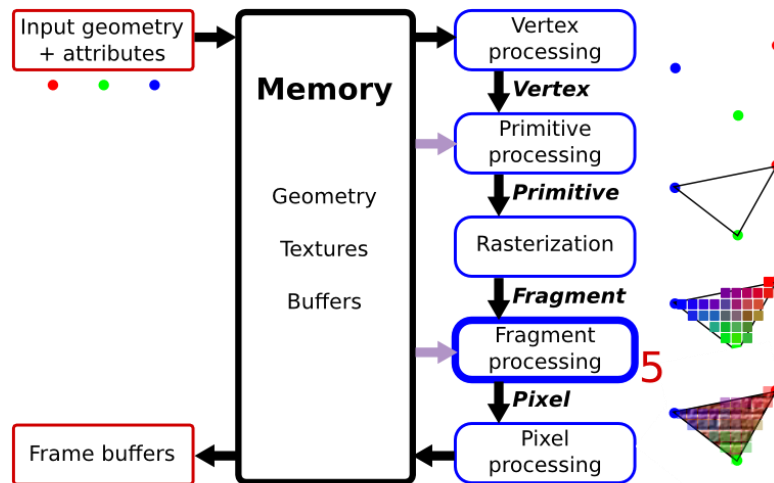 Input geometry
+ attributes
Memory
Geometry
Textures
Buffers
Frame buffers
Vertex
processing
Vertex
Primitive
processing
Primitive
Rasterization
Fragment
Fragment
processing
5
Pixel
Pixel
processing